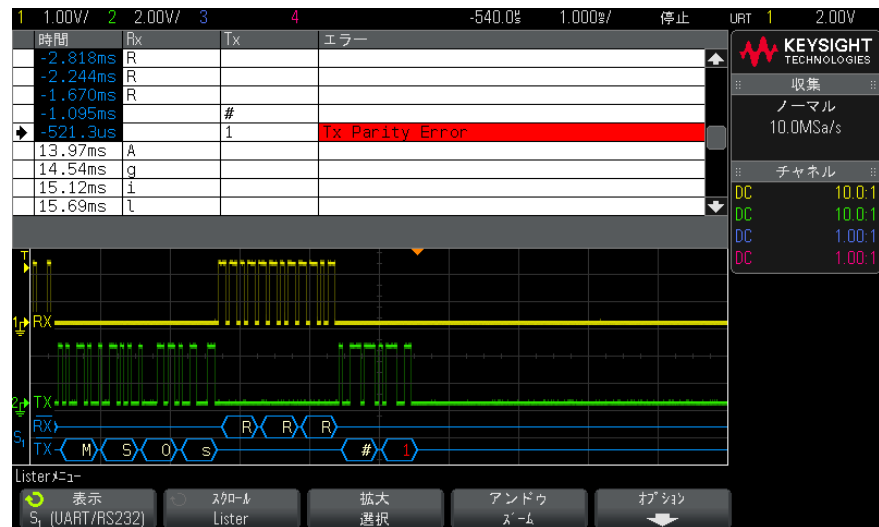 1 1.00V/ 2 2.00V/ 3 4 -540.0㎲ 1.000㎳/ 停止 URT 1 2.00V
時間 Rx Tx エラー
-2.818ms R
-2.244ms R
-1.670ms R
-1.095ms #
-521.3us 1 Tx Parity Error
13.97ms A
14.54ms g
15.12ms i
15.69ms l
KEYSIGHT
TECHNOLOGIES
収集
ノーマル
10.0MSa/s
チャネル
DC 10.0:1
DC 10.0:1
DC 1.00:1
DC 1.00:1
T
1 RX
2 TX
S1 RX R R R
TX M S O s # 1
Listerメニュー
表示
S1 (UART/RS232)
スクロール
Lister
拡大
選択
アンドゥ
ズーム
オプション